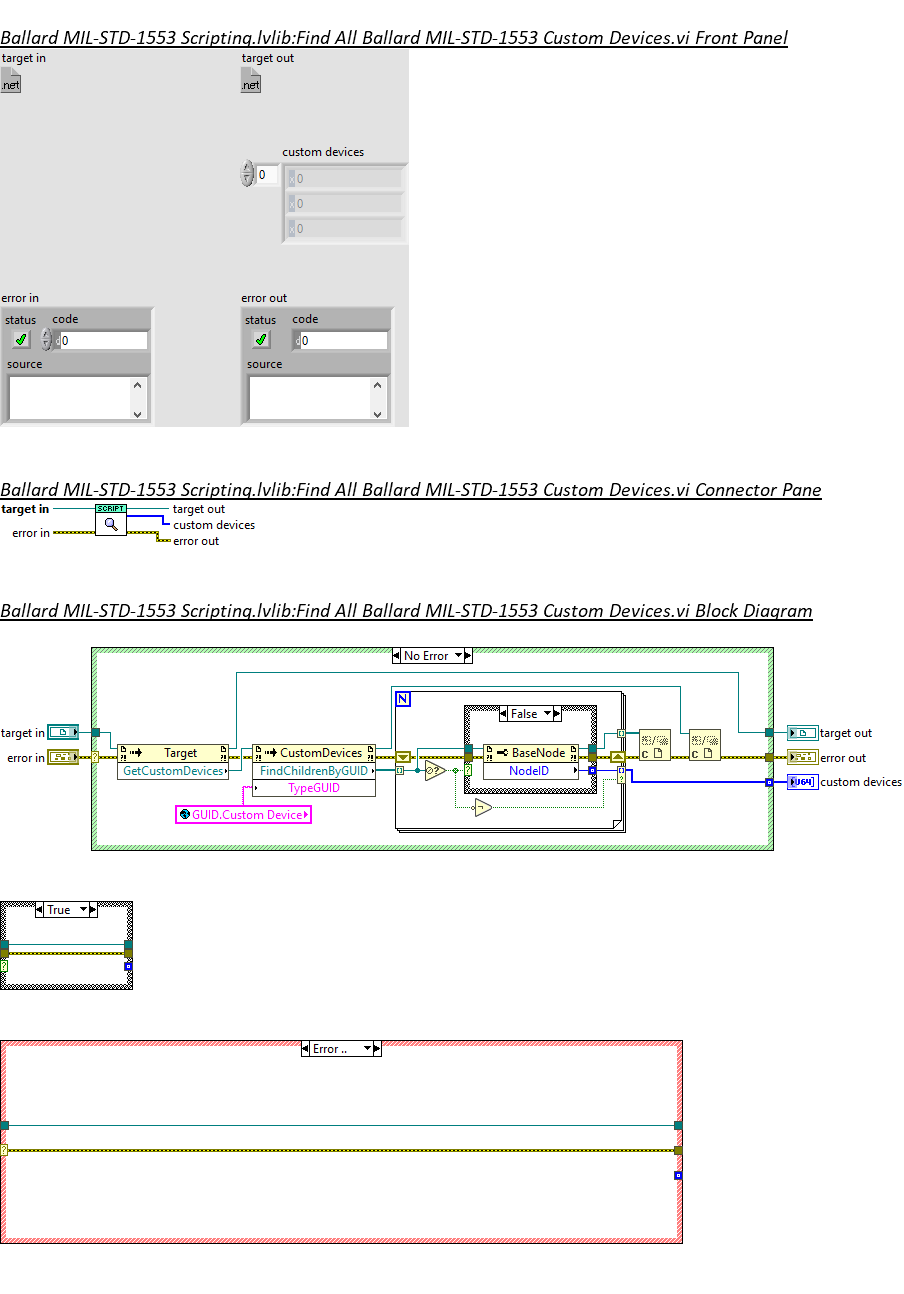 Ballard MIL-STD-1553 Scripting.lvlib:Find All Ballard MIL-STD-1553 Custom Devices.vi Front Panel
target in
target out
.net
.net
custom devices
0
x 0
x 0
x 0
error in
error out
status code
status code
d 0
d 0
source
source
Ballard MIL-STD-1553 Scripting.lvlib:Find All Ballard MIL-STD-1553 Custom Devices.vi Connector Pane
target in
SCRIPT
target out
custom devices
error in
error out
Ballard MIL-STD-1553 Scripting.lvlib:Find All Ballard MIL-STD-1553 Custom Devices.vi Block Diagram
No Error
N
False
target in
target out
Target
CustomDevices
BaseNode
error in
error out
GetCustomDevices
FindChildrenByGUID
NodeID
TypeGUID
U64
custom devices
GUID.Custom Device
True
Error ..